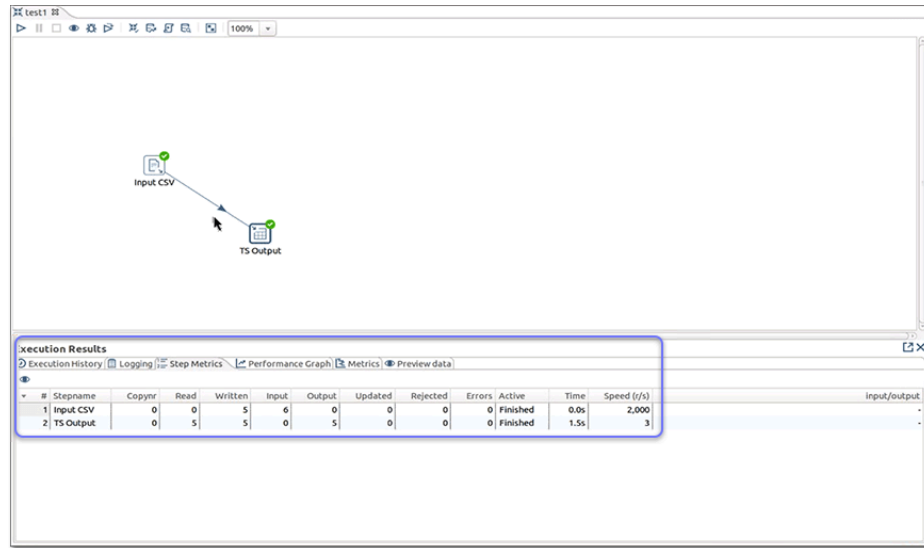 test1
100%
Input CSV
TS Output
Execution Results
Execution History Logging Step Metrics Performance Graph Metrics Preview data
# Stepname Copynr Read Written Input Output Updated Rejected Errors Active Time Speed (r/s) input/output
1 Input CSV 0 0 5 6 0 0 0 0 Finished 0.0s 2,000 -
2 TS Output 0 5 5 0 5 0 0 0 Finished 1.5s 3 -